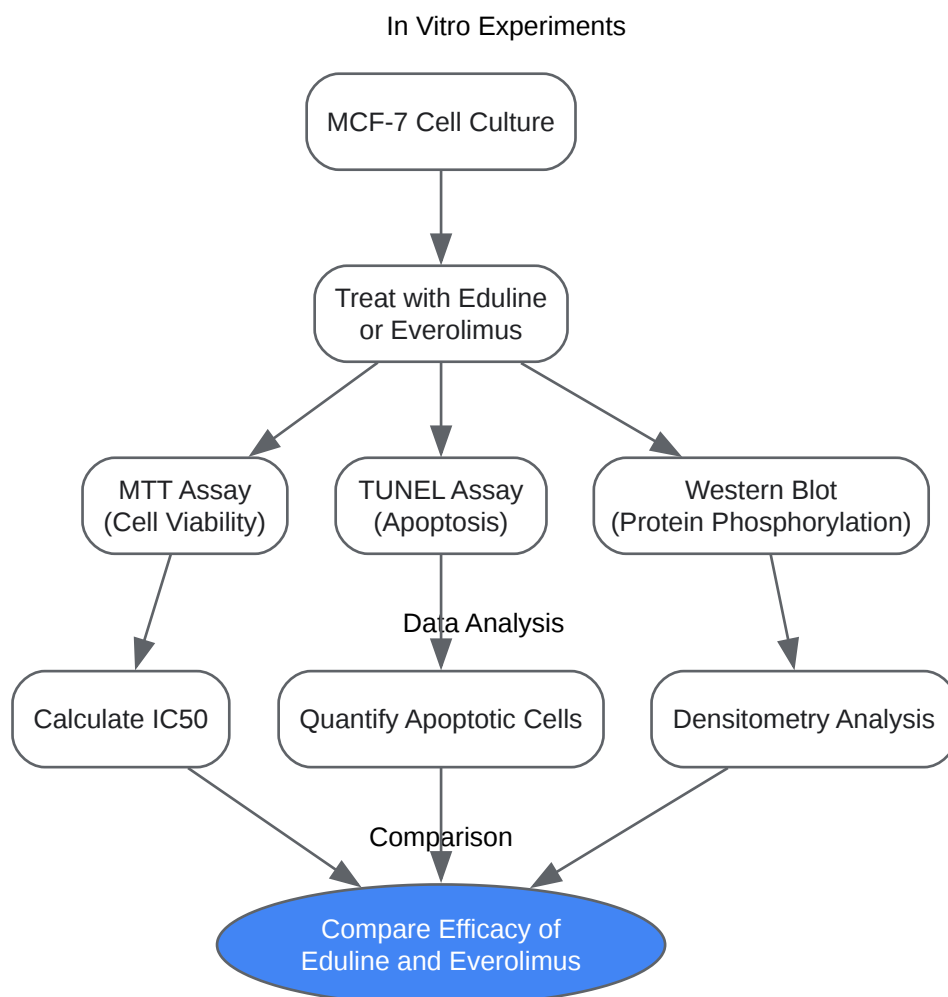 In Vitro Experiments
MCF-7 Cell Culture
Treat with Eduline
or Everolimus
MTT Assay
(Cell Viability)
TUNEL Assay
(Apoptosis)
Western Blot
(Protein Phosphorylation)
Data Analysis
Calculate IC50
Quantify Apoptotic Cells
Densitometry Analysis
Comparison
Compare Efficacy of
Eduline and Everolimus